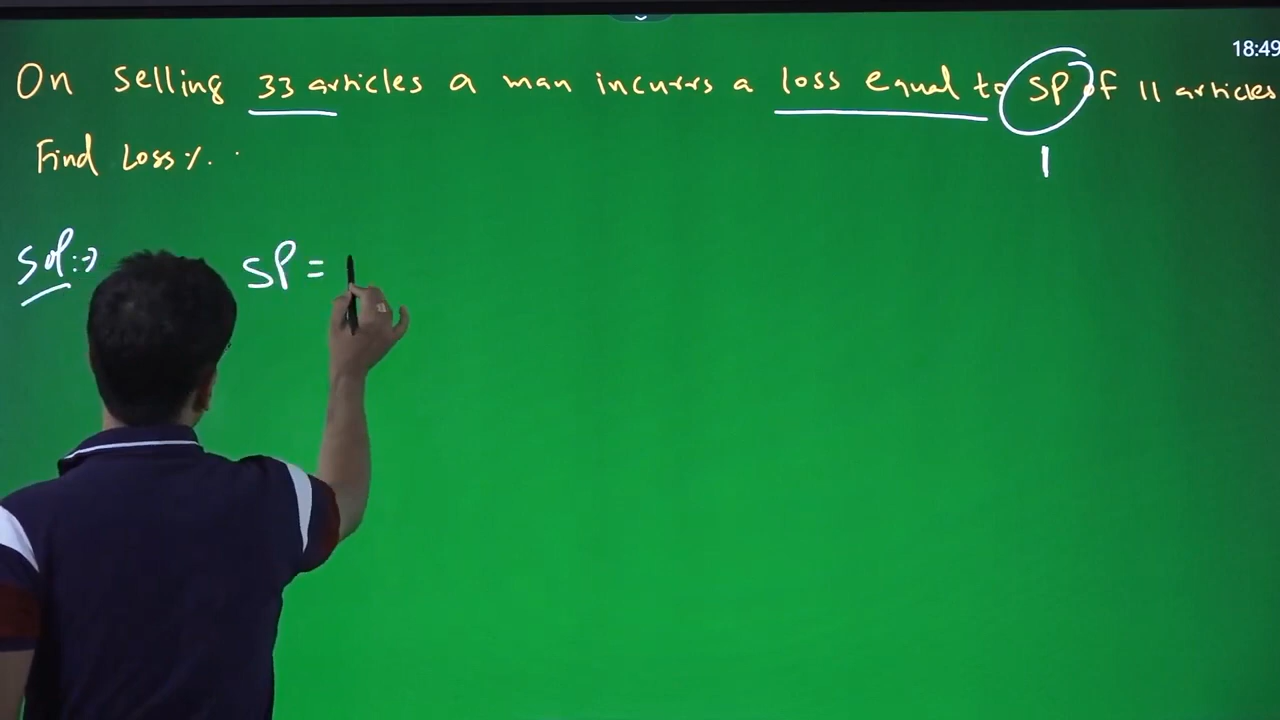 18:49
On Selling 33 articles a man incurrs a loss equal to SP of 11 articles
Find Loss%.
1
Sol:→ SP =